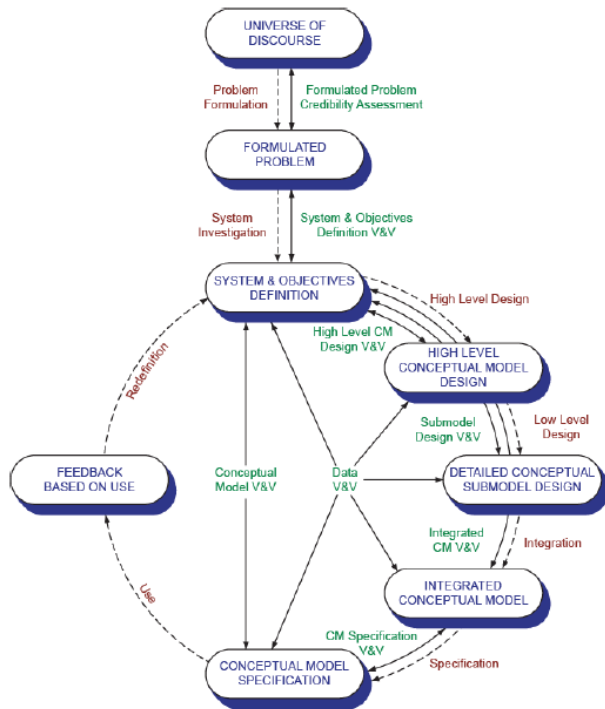 UNIVERSE OF
DISCOURSE
Problem
Formulation
Formulated Problem
Credibility Assessment
FORMULATED
PROBLEM
System
Investigation
System & Objectives
Definition V&V
SYSTEM & OBJECTIVES
DEFINITION
High Level Design
High Level CM
Design V&V
HIGH LEVEL
CONCEPTUAL MODEL
DESIGN
Redefinition
Submodel
Design V&V
Low Level
Design
FEEDBACK
BASED ON USE
Conceptual
Model V&V
Data
V&V
DETAILED CONCEPTUAL
SUBMODEL DESIGN
Integrated
CM V&V
Integration
INTEGRATED
CONCEPTUAL MODEL
Use
CM Specification
V&V
Specification
CONCEPTUAL MODEL
SPECIFICATION